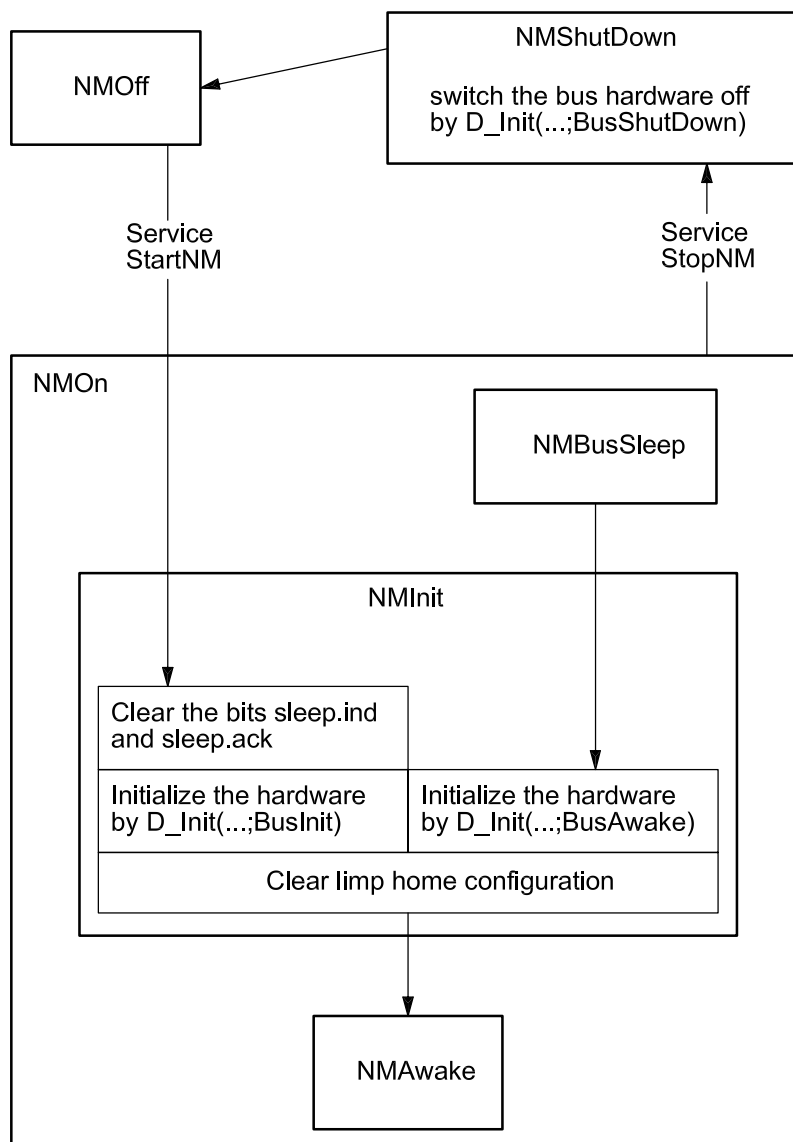 NMOff
NMShutDown
switch the bus hardware off
by D_Init(...;BusShutDown)
Service
StartNM
Service
StopNM
NMOn
NMBusSleep
NMInit
Clear the bits sleep.ind
and sleep.ack
Initialize the hardware
by D_Init(...;BusInit)
Initialize the hardware
by D_Init(...;BusAwake)
Clear limp home configuration
NMAwake